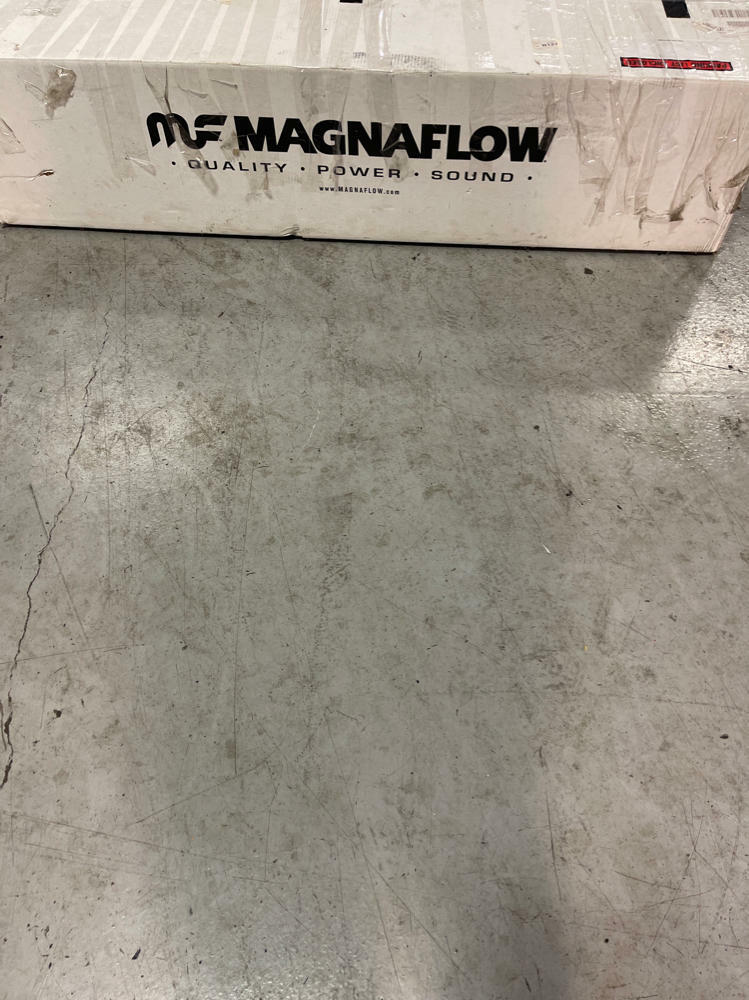 MF MAGNAFLOW
· QUALITY · POWER · SOUND ·
www.MAGNAFLOW.com